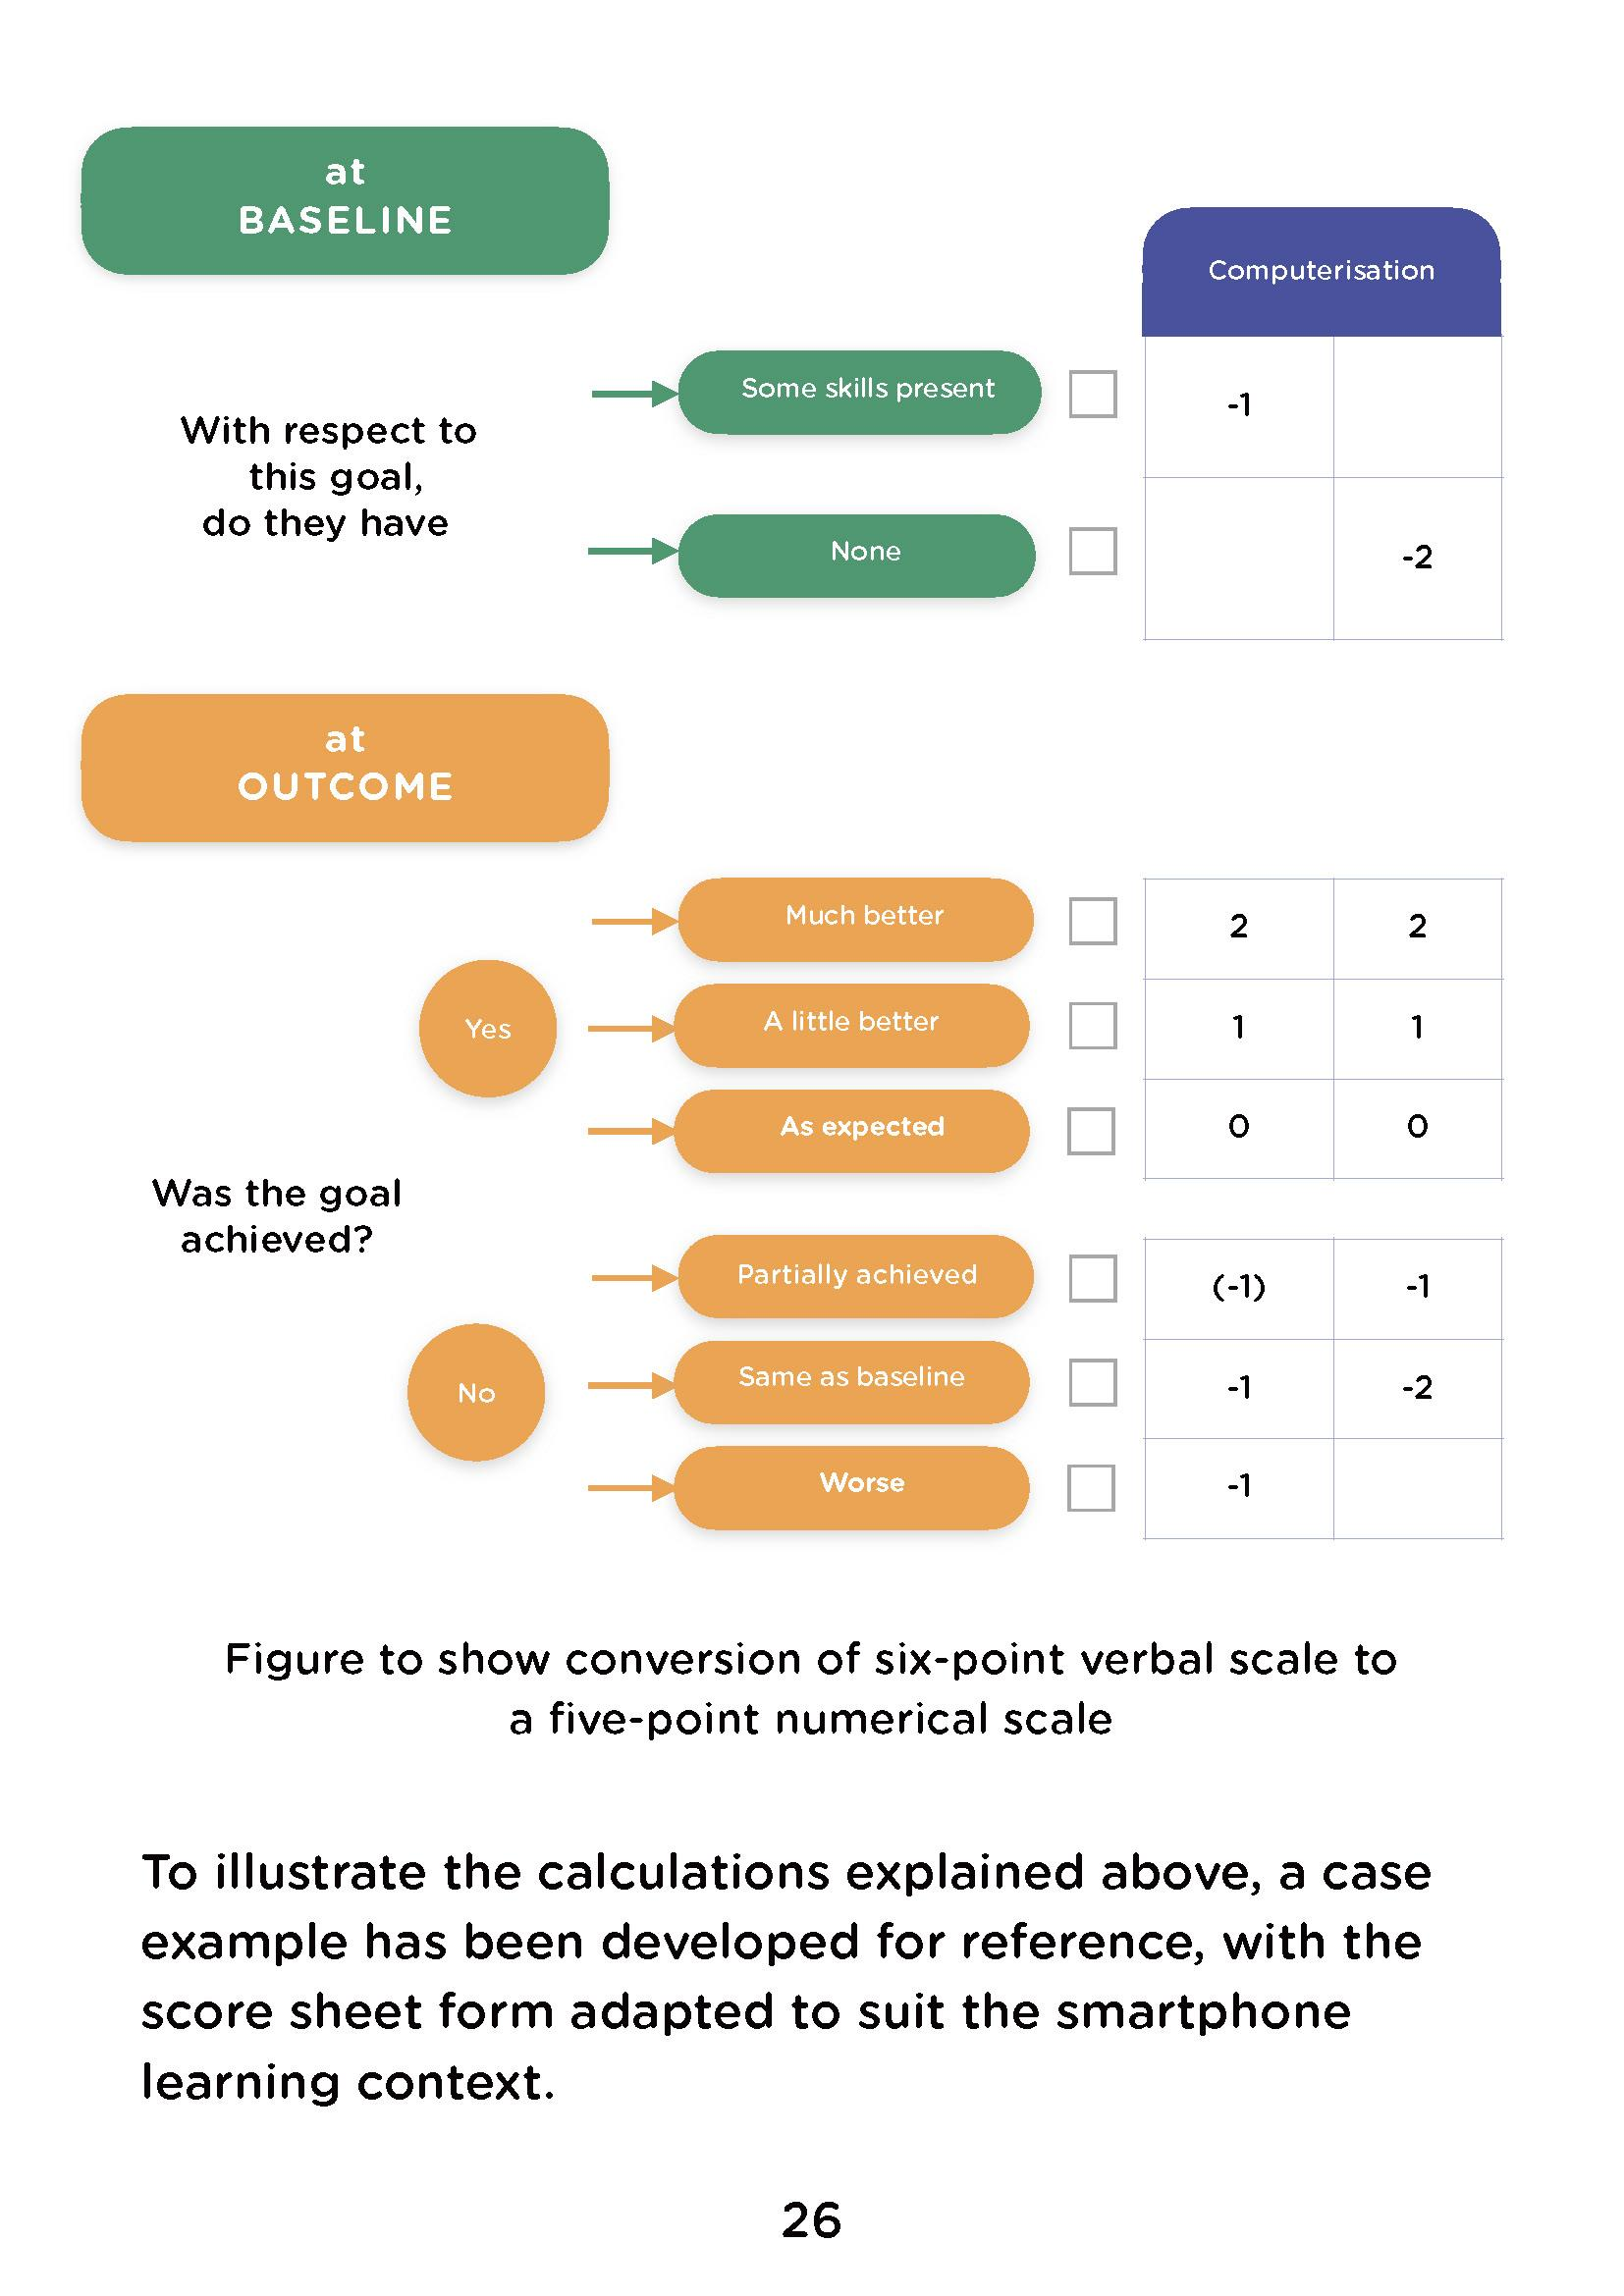 at
BASELINE
Computerisation
With respect to
this goal,
do they have
Some skills present
-1
None
-2
at
OUTCOME
Was the goal
achieved?
Yes
Much better
2 2
A little better
1 1
As expected
0 0
No
Partially achieved
(-1) -1
Same as baseline
-1 -2
Worse
-1
Figure to show conversion of six-point verbal scale to
a five-point numerical scale
To illustrate the calculations explained above, a case
example has been developed for reference, with the
score sheet form adapted to suit the smartphone
learning context.
26